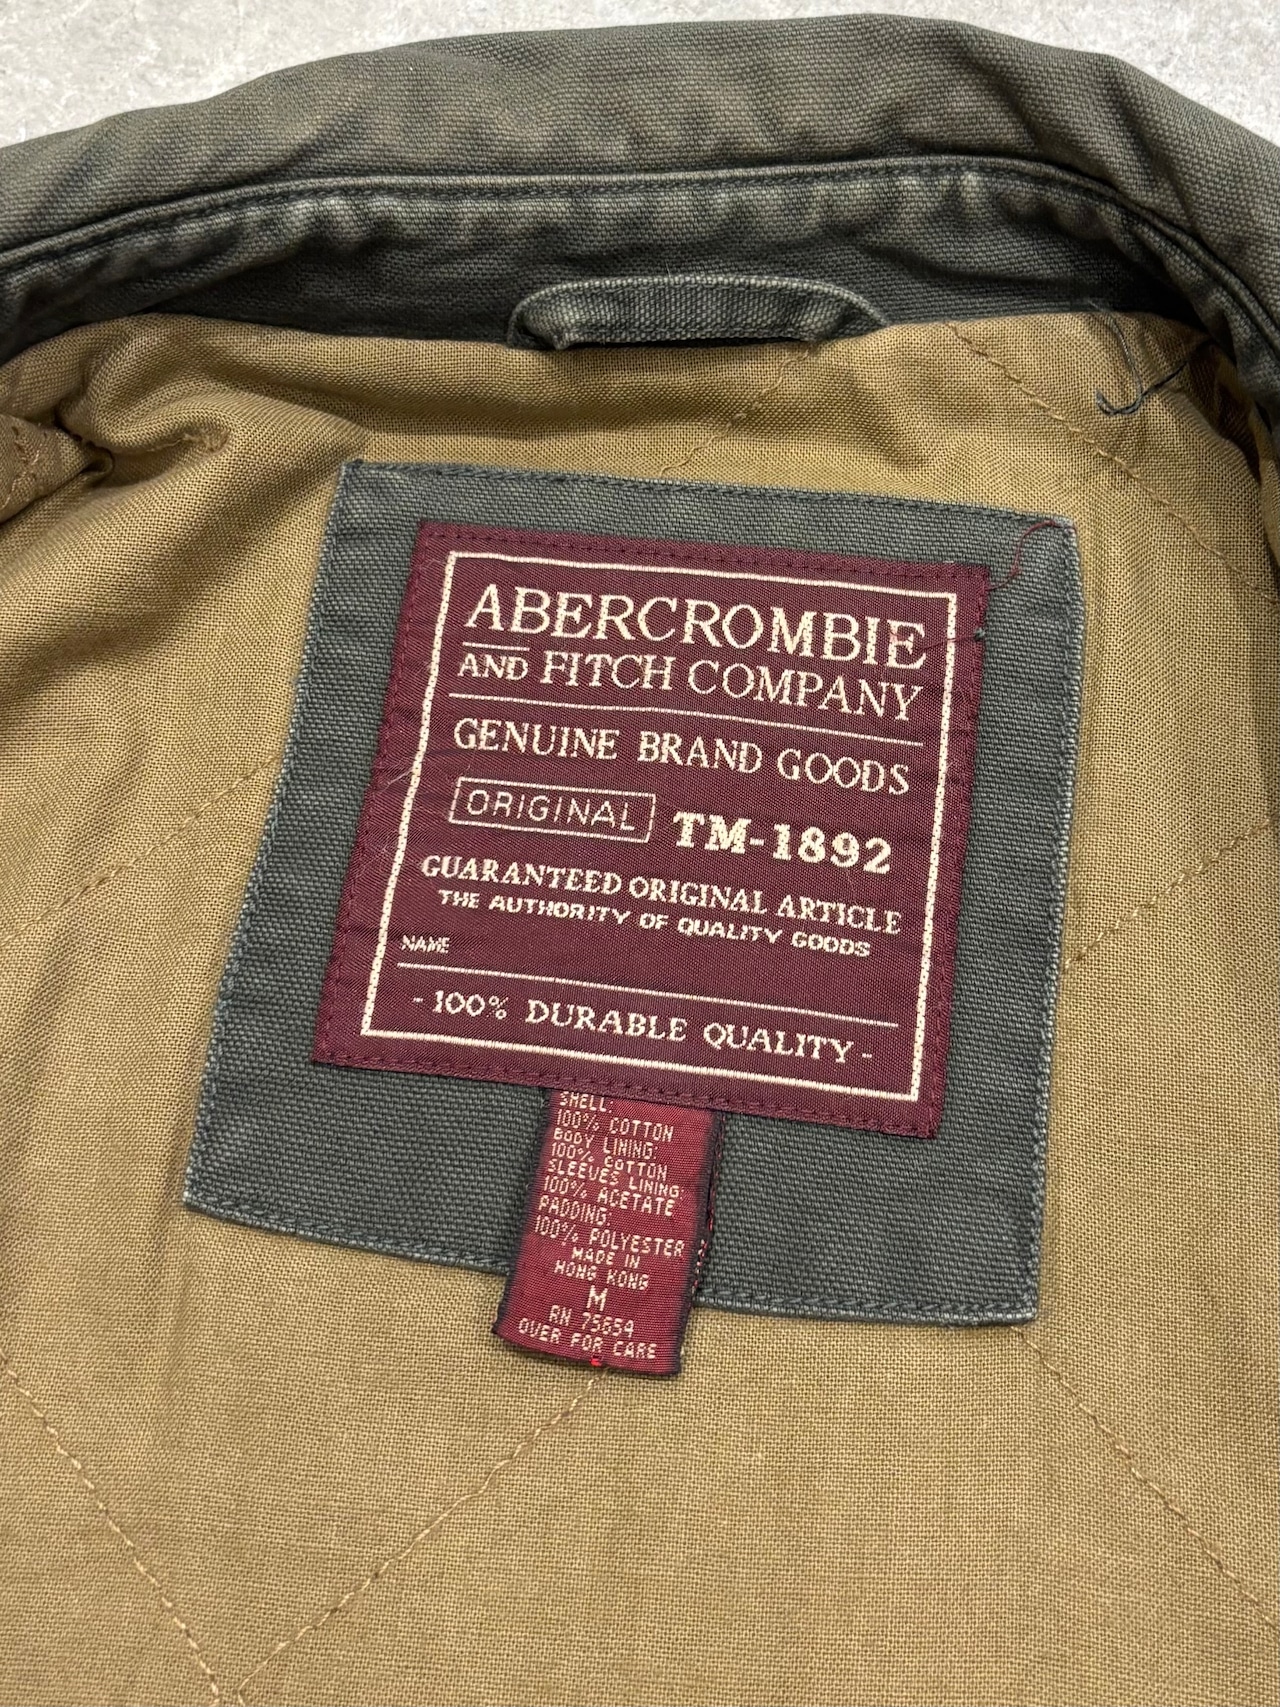 ABERCROMBIE
AND FITCH COMPANY
GENUINE BRAND GOODS
ORIGINAL TM-1892
GUARANTEED ORIGINAL ARTICLE
THE AUTHORITY OF QUALITY GOODS
NAME
- 100% DURABLE QUALITY -
SHELL:
100% COTTON
BODY LINING:
100% COTTON
SLEEVES LINING:
100% ACETATE
PADDING:
100% POLYESTER
MADE IN
HONG KONG
M
RN 75654
OVER FOR CARE